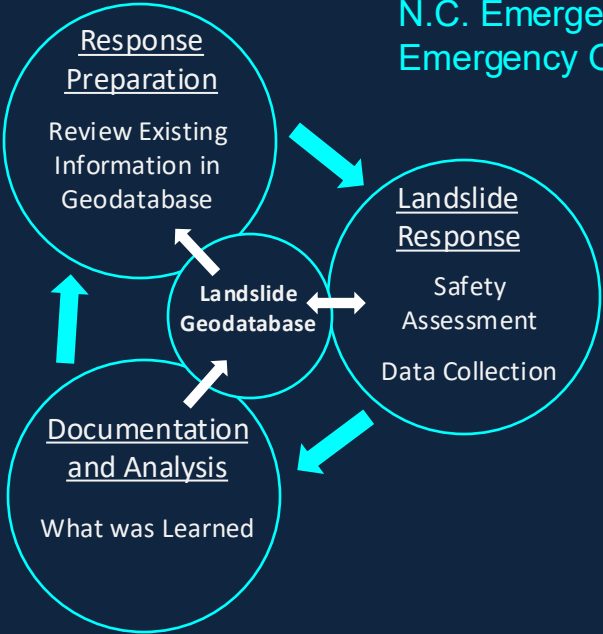 N.C. Emerge
Emergency
Response
Preparation
Review Existing
Information in
Geodatabase
Landslide
Response
Safety
Assessment
Data Collection
Landslide
Geodatabase
Documentation
and Analysis
What was Learned